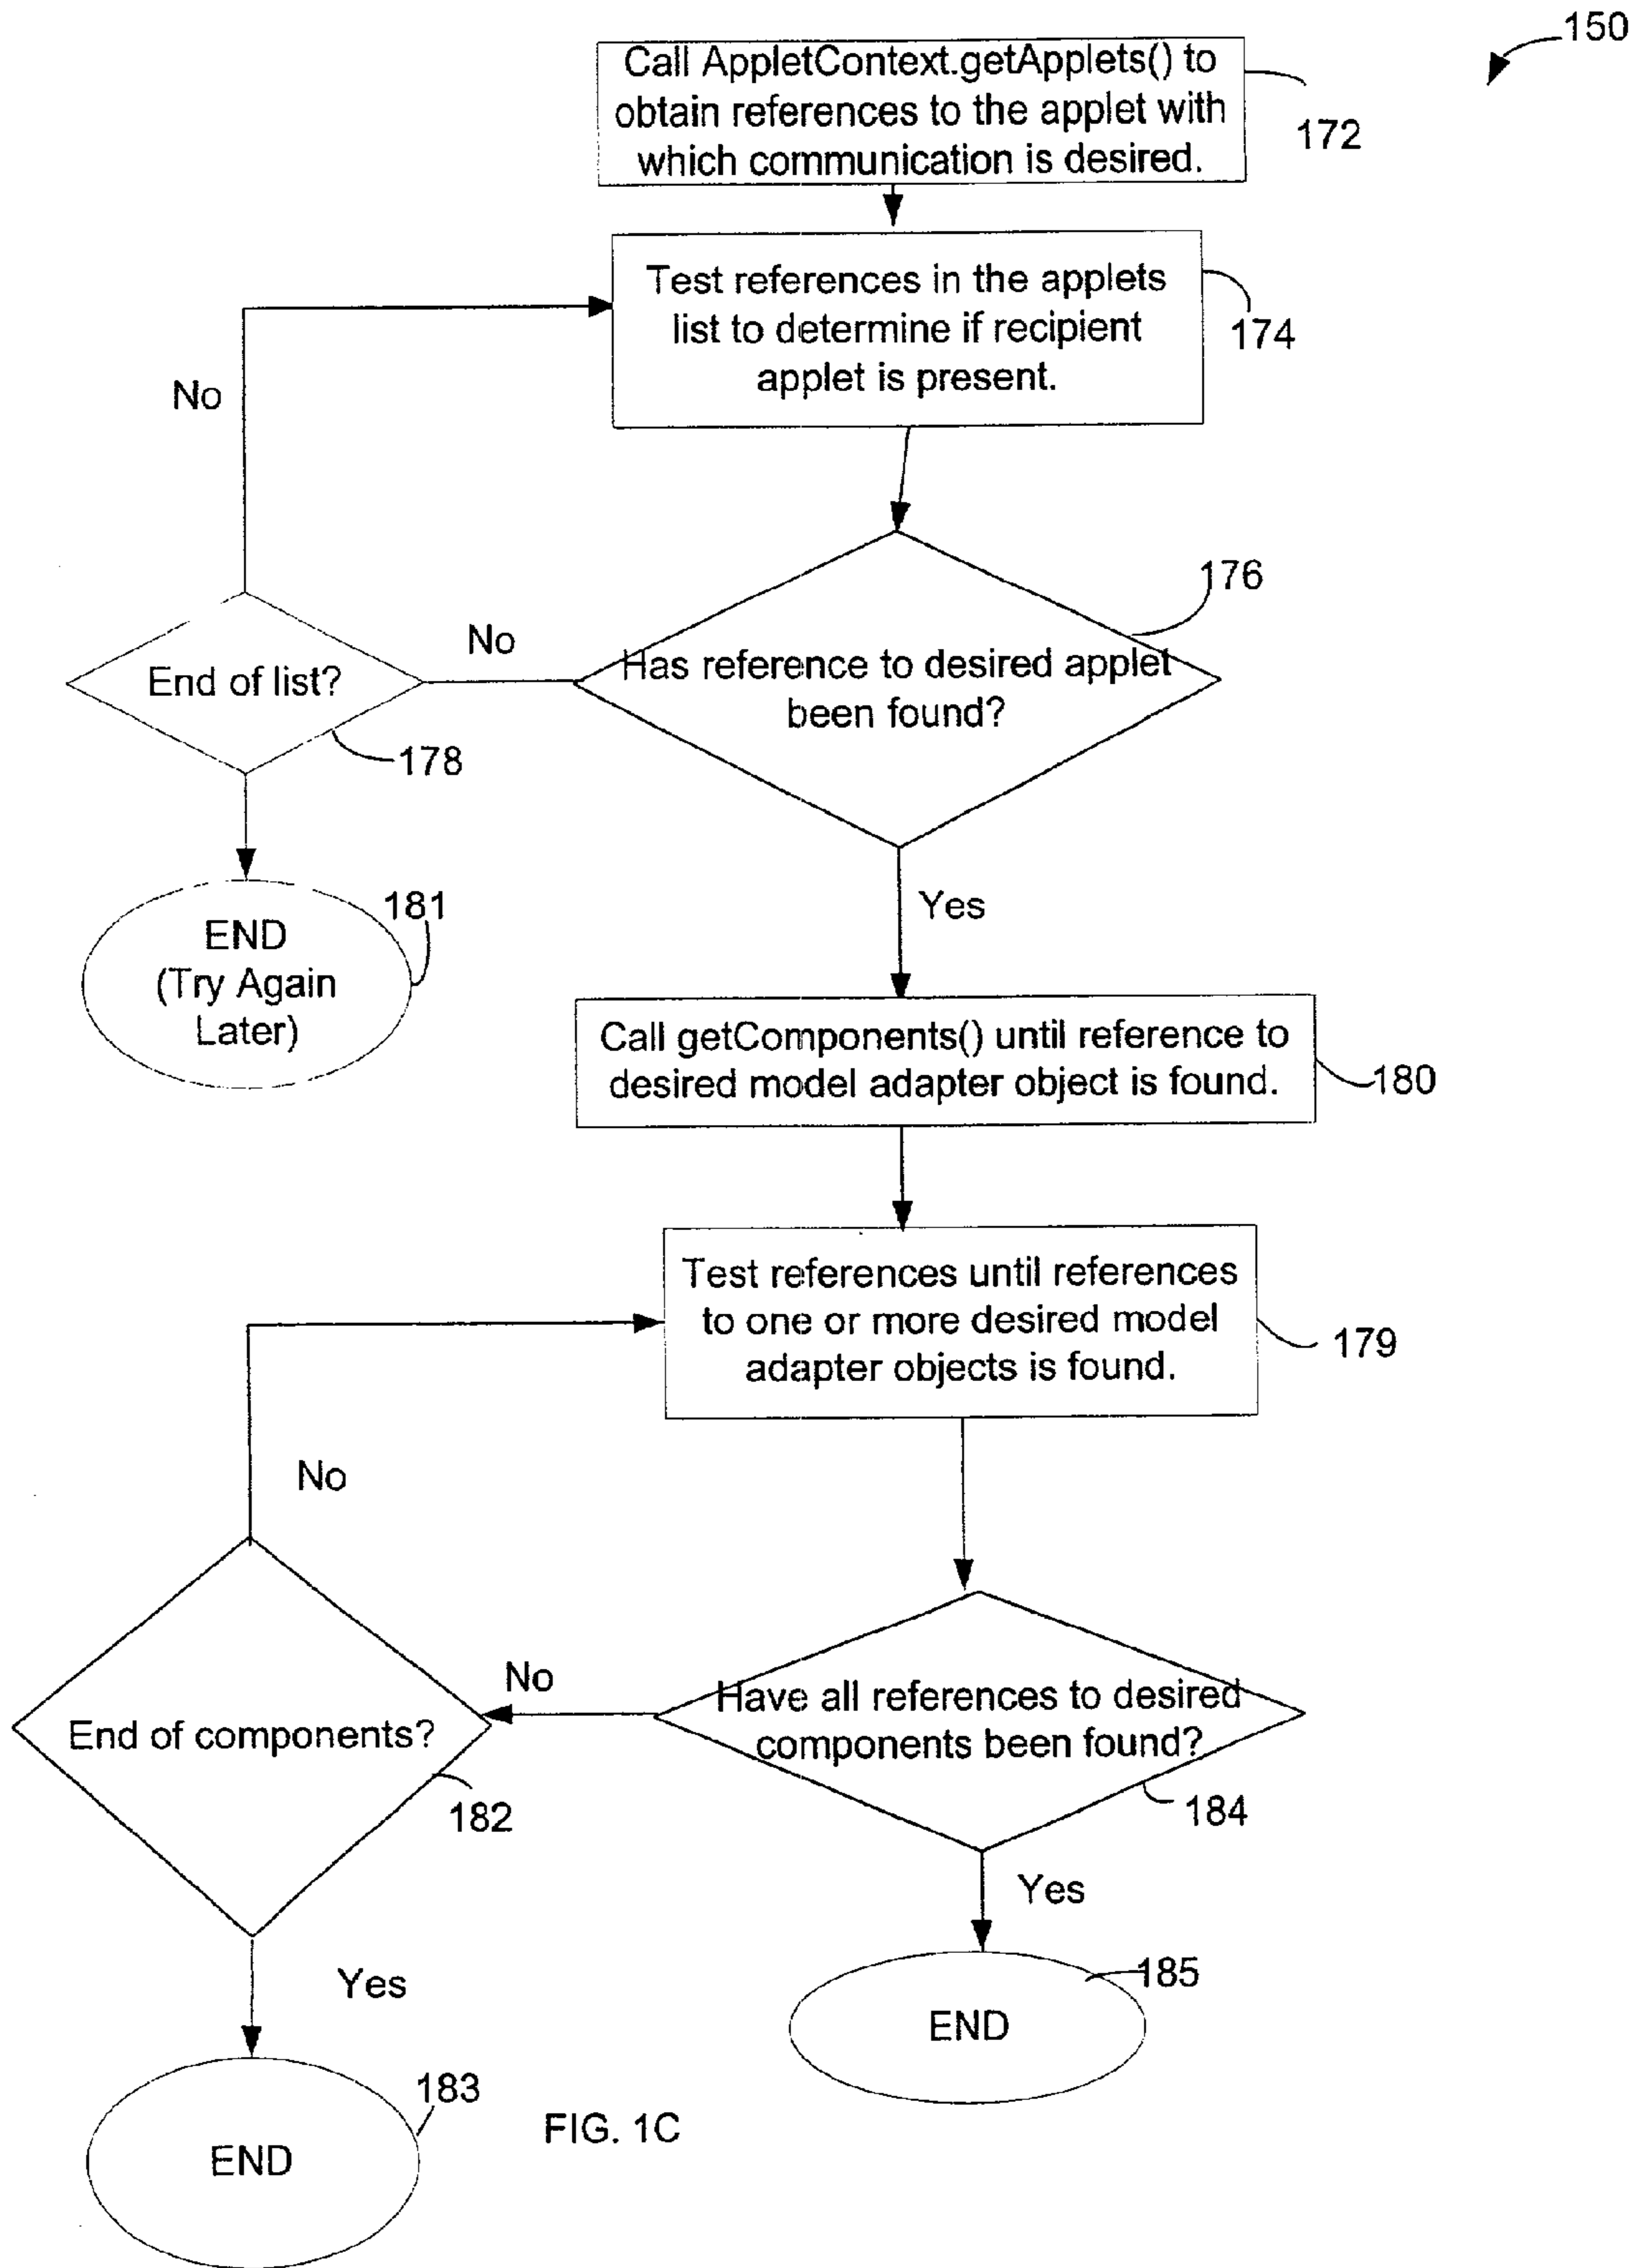 150
Call AppletContext.getApplets() to
obtain references to the applet with
which communication is desired.
172
Test references in the applets
list to determine if recipient
applet is present.
174
No
176
No
Has reference to desired applet
been found?
End of list?
178
181
Yes
END
(Try Again
Later)
Call getComponents() until reference to
desired model adapter object is found.
180
Test references until references
to one or more desired model
adapter objects is found.
179
No
No
Have all references to desired
components been found?
End of components?
182
184
Yes
Yes
185
END
183
END
FIG. 1C